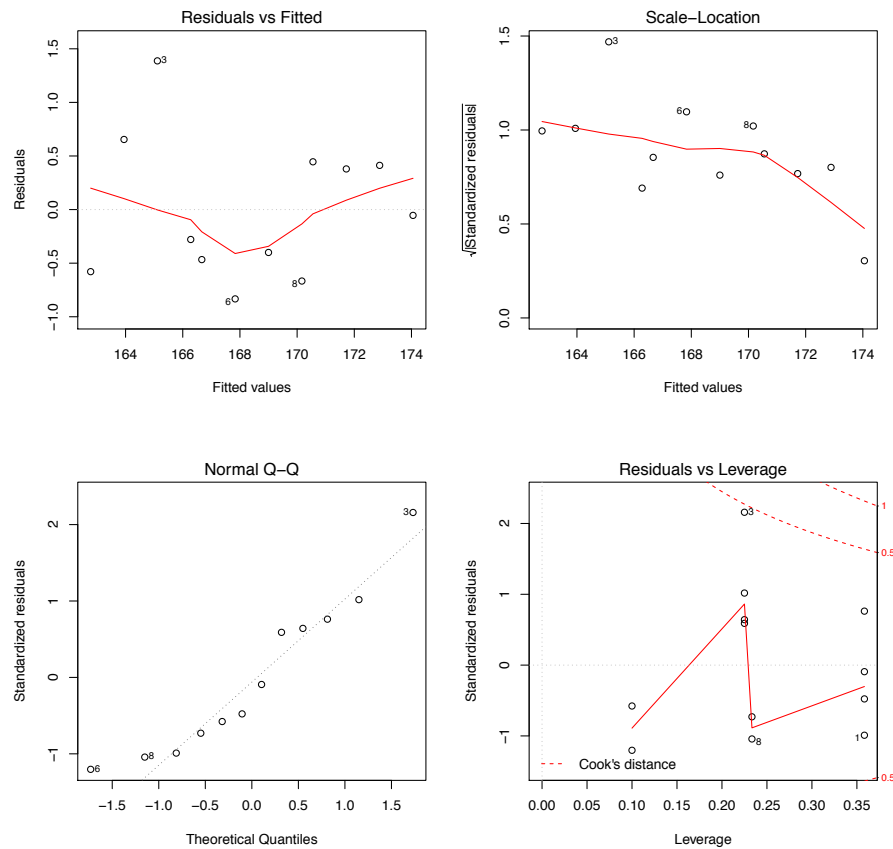 Residuals vs Fitted
1.5
1.0
0.5
0.0
−0.5
−1.0
Residuals
3
6
8
164 166 168 170 172 174
Fitted values
Scale−Location
1.5
1.0
0.5
0.0
√|Standardized residuals|
3
6
8
164 166 168 170 172 174
Fitted values
Normal Q−Q
2
1
0
−1
Standardized residuals
3
8
6
−1.5 −1.0 −0.5 0.0 0.5 1.0 1.5
Theoretical Quantiles
Residuals vs Leverage
2
1
0
−1
Standardized residuals
3
1
0.5
8
1
Cook's distance
0.5
0.00 0.05 0.10 0.15 0.20 0.25 0.30 0.35
Leverage